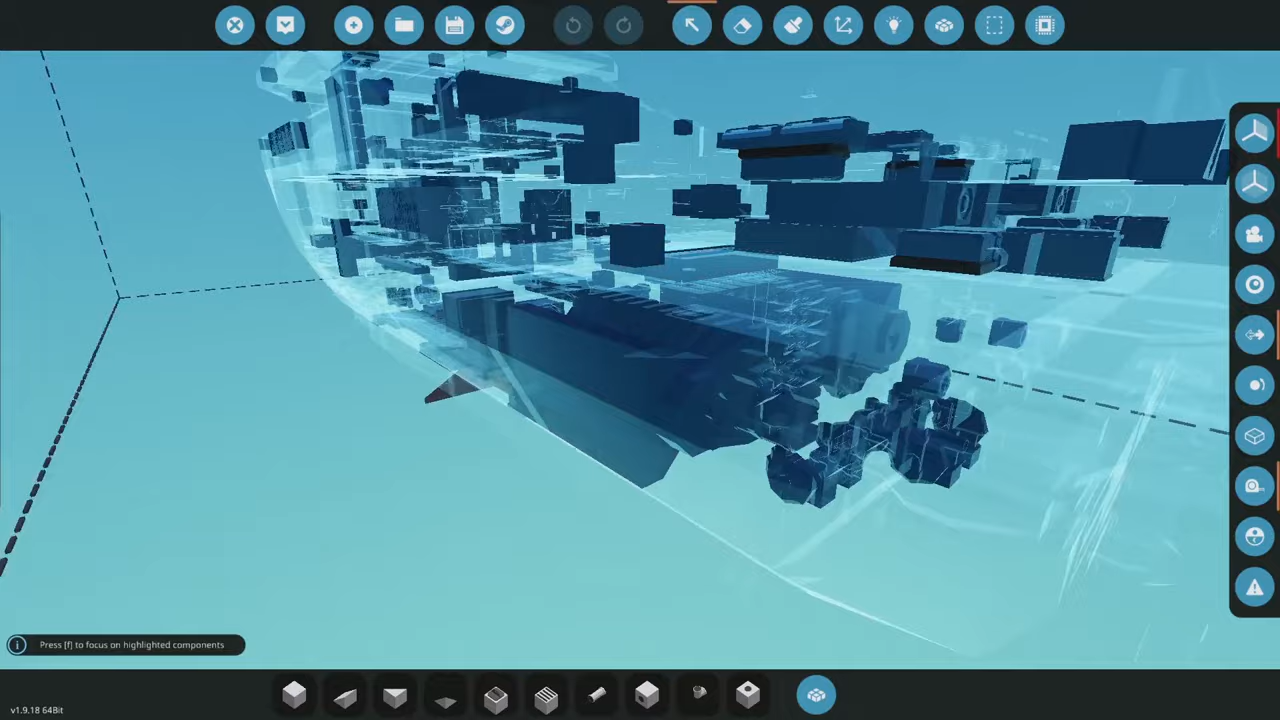 Press [f] to focus on highlighted components
v1.9.18 64Bit